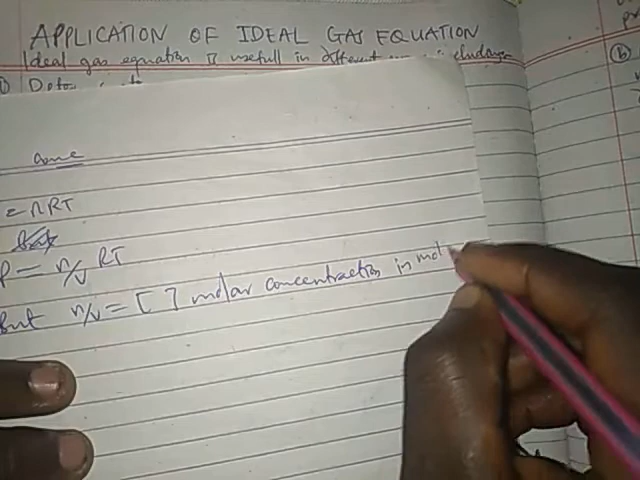 APPLICATION OF IDEAL GAS EQUATION
Ideal gas equation is usefull in different
1)
= nRT
P = n/V RT
But n/V = [ ] molar concentration in mol
(b)